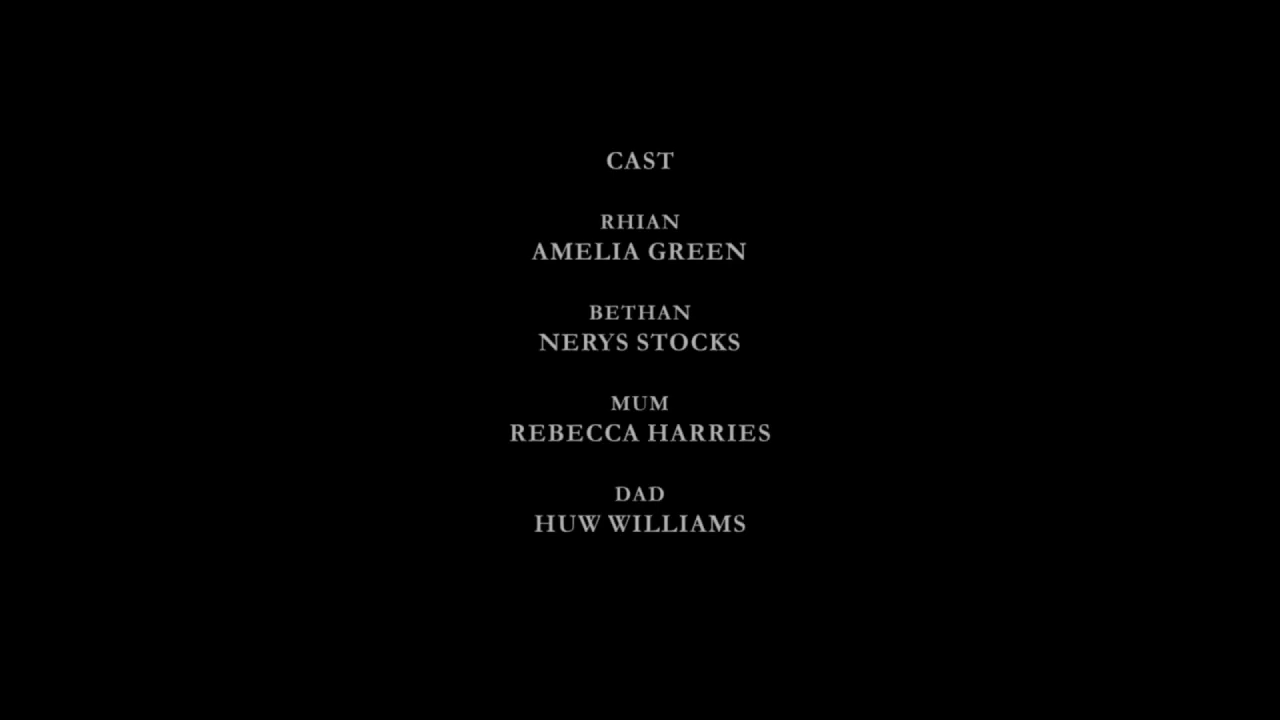 CAST
RHIAN
AMELIA GREEN
BETHAN
NERYS STOCKS
MUM
REBECCA HARRIES
DAD
HUW WILLIAMS